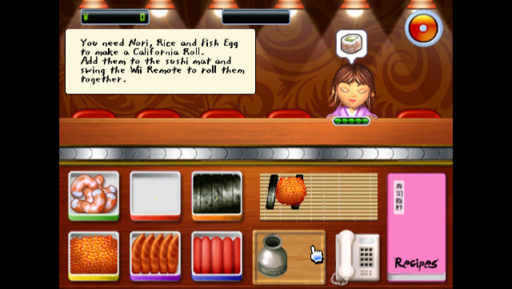 ¥ 0
You need Nori, Rice and Fish Egg
to make a California Roll.
Add them to the sushi mat and
swing the Wii Remote to roll them
together.
Recipes